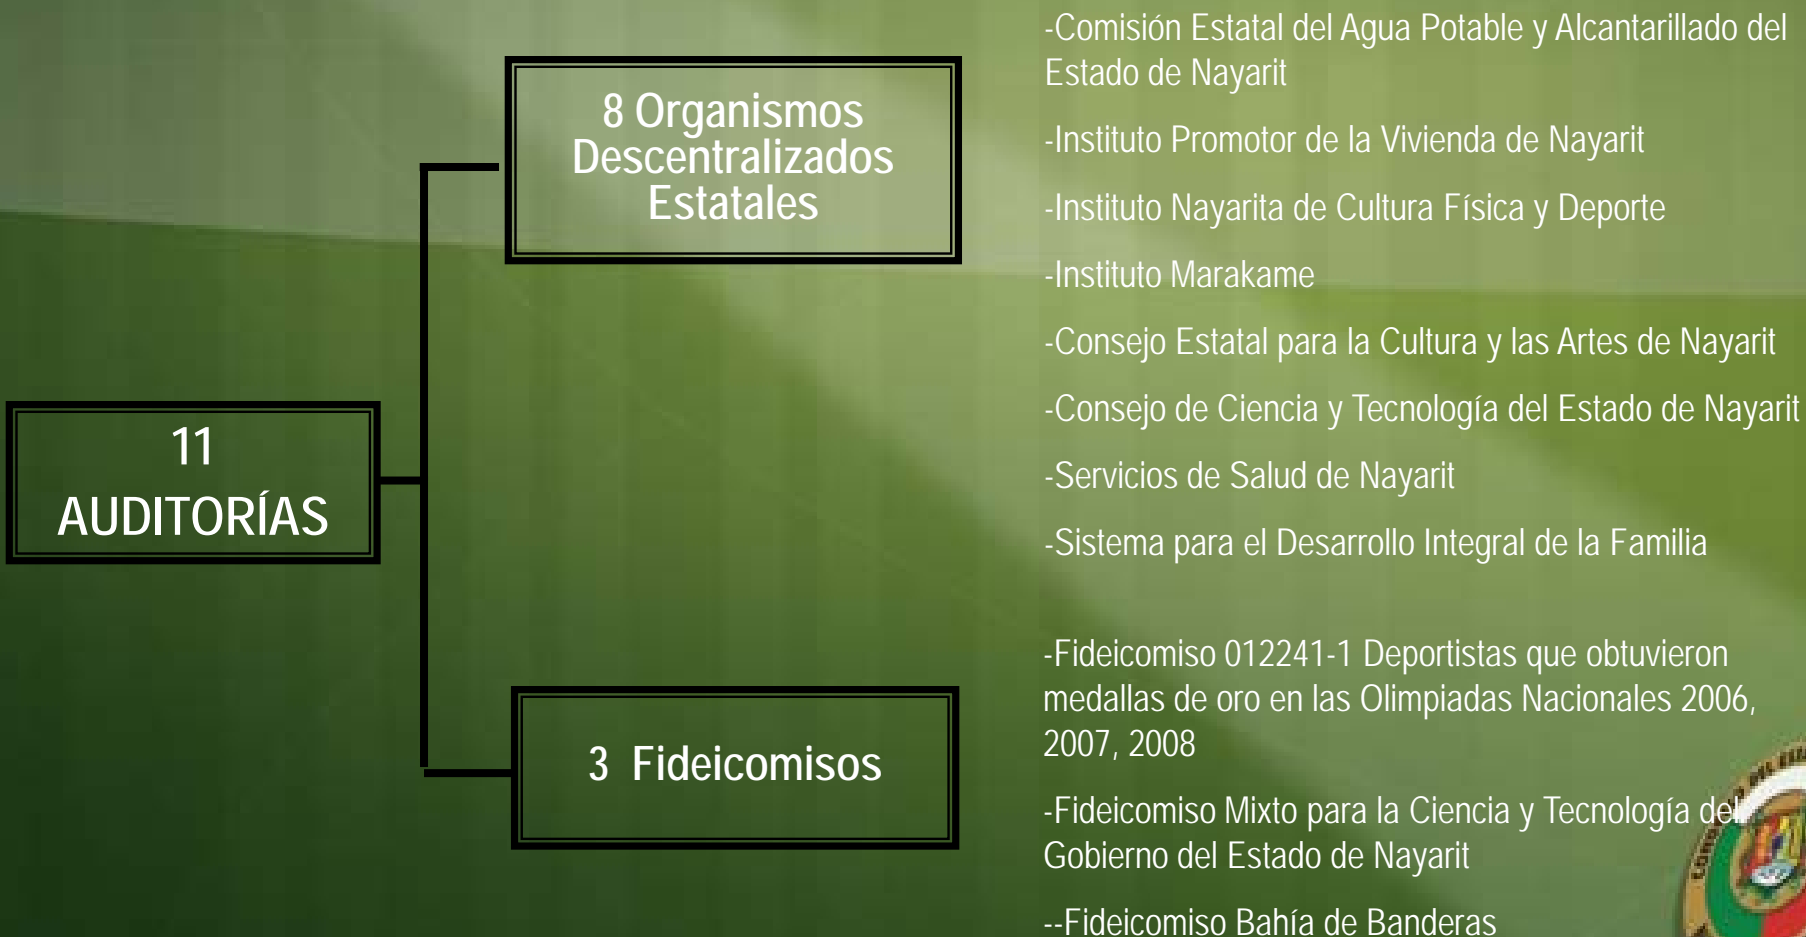 -Comisión Estatal del Agua Potable y Alcantarillado del
Estado de Nayarit
8 Organismos
Descentralizados
Estatales
-Instituto Promotor de la Vivienda de Nayarit
-Instituto Nayarita de Cultura Física y Deporte
-Instituto Marakame
-Consejo Estatal para la Cultura y las Artes de Nayarit
-Consejo de Ciencia y Tecnología del Estado de Nayarit
-Servicios de Salud de Nayarit
-Sistema para el Desarrollo Integral de la Familia
11
AUDITORÍAS
3 Fideicomisos
-Fideicomiso 012241-1 Deportistas que obtuvieron
medallas de oro en las Olimpiadas Nacionales 2006,
2007, 2008
-Fideicomiso Mixto para la Ciencia y Tecnología del
Gobierno del Estado de Nayarit
--Fideicomiso Bahía de Banderas